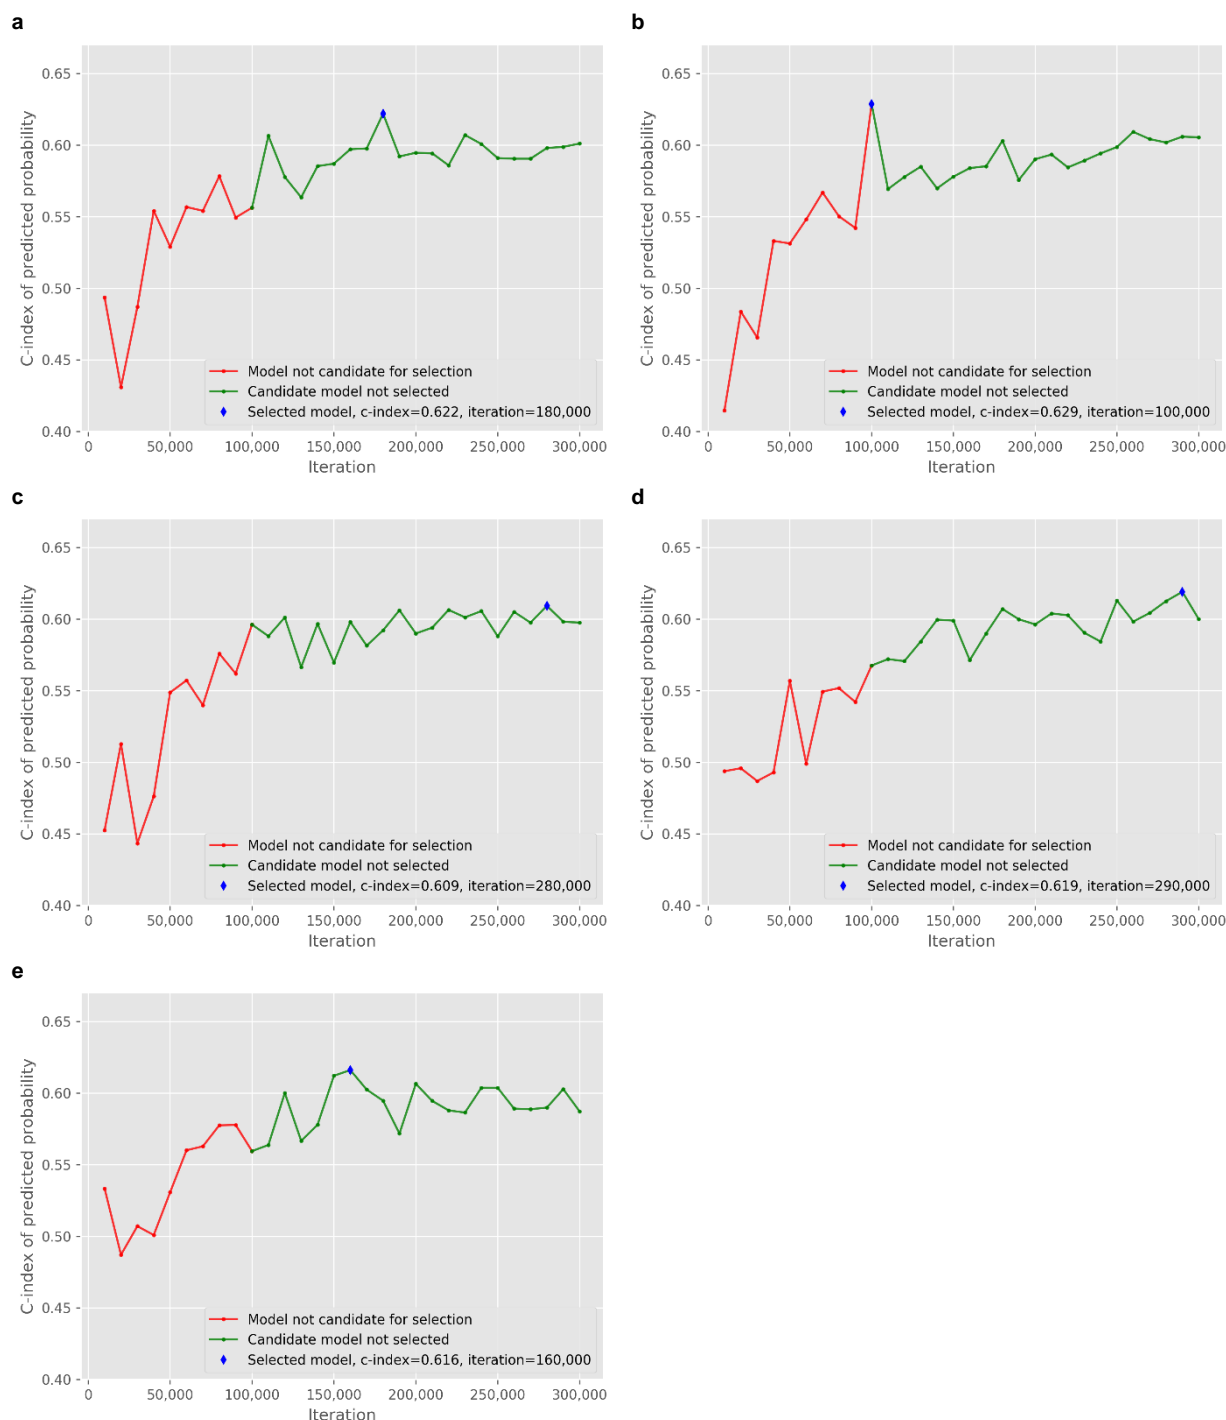 a
C-index of predicted probability
0.65
0.60
0.55
0.50
0.45
0.40
Model not candidate for selection
Candidate model not selected
Selected model, c-index=0.622, iteration=180,000
0 50,000 100,000 150,000 200,000 250,000 300,000
Iteration
b
C-index of predicted probability
0.65
0.60
0.55
0.50
0.45
0.40
Model not candidate for selection
Candidate model not selected
Selected model, c-index=0.629, iteration=100,000
0 50,000 100,000 150,000 200,000 250,000 300,000
Iteration
c
C-index of predicted probability
0.65
0.60
0.55
0.50
0.45
0.40
Model not candidate for selection
Candidate model not selected
Selected model, c-index=0.609, iteration=280,000
0 50,000 100,000 150,000 200,000 250,000 300,000
Iteration
d
C-index of predicted probability
0.65
0.60
0.55
0.50
0.45
0.40
Model not candidate for selection
Candidate model not selected
Selected model, c-index=0.619, iteration=290,000
0 50,000 100,000 150,000 200,000 250,000 300,000
Iteration
e
C-index of predicted probability
0.65
0.60
0.55
0.50
0.45
0.40
Model not candidate for selection
Candidate model not selected
Selected model, c-index=0.616, iteration=160,000
0 50,000 100,000 150,000 200,000 250,000 300,000
Iteration